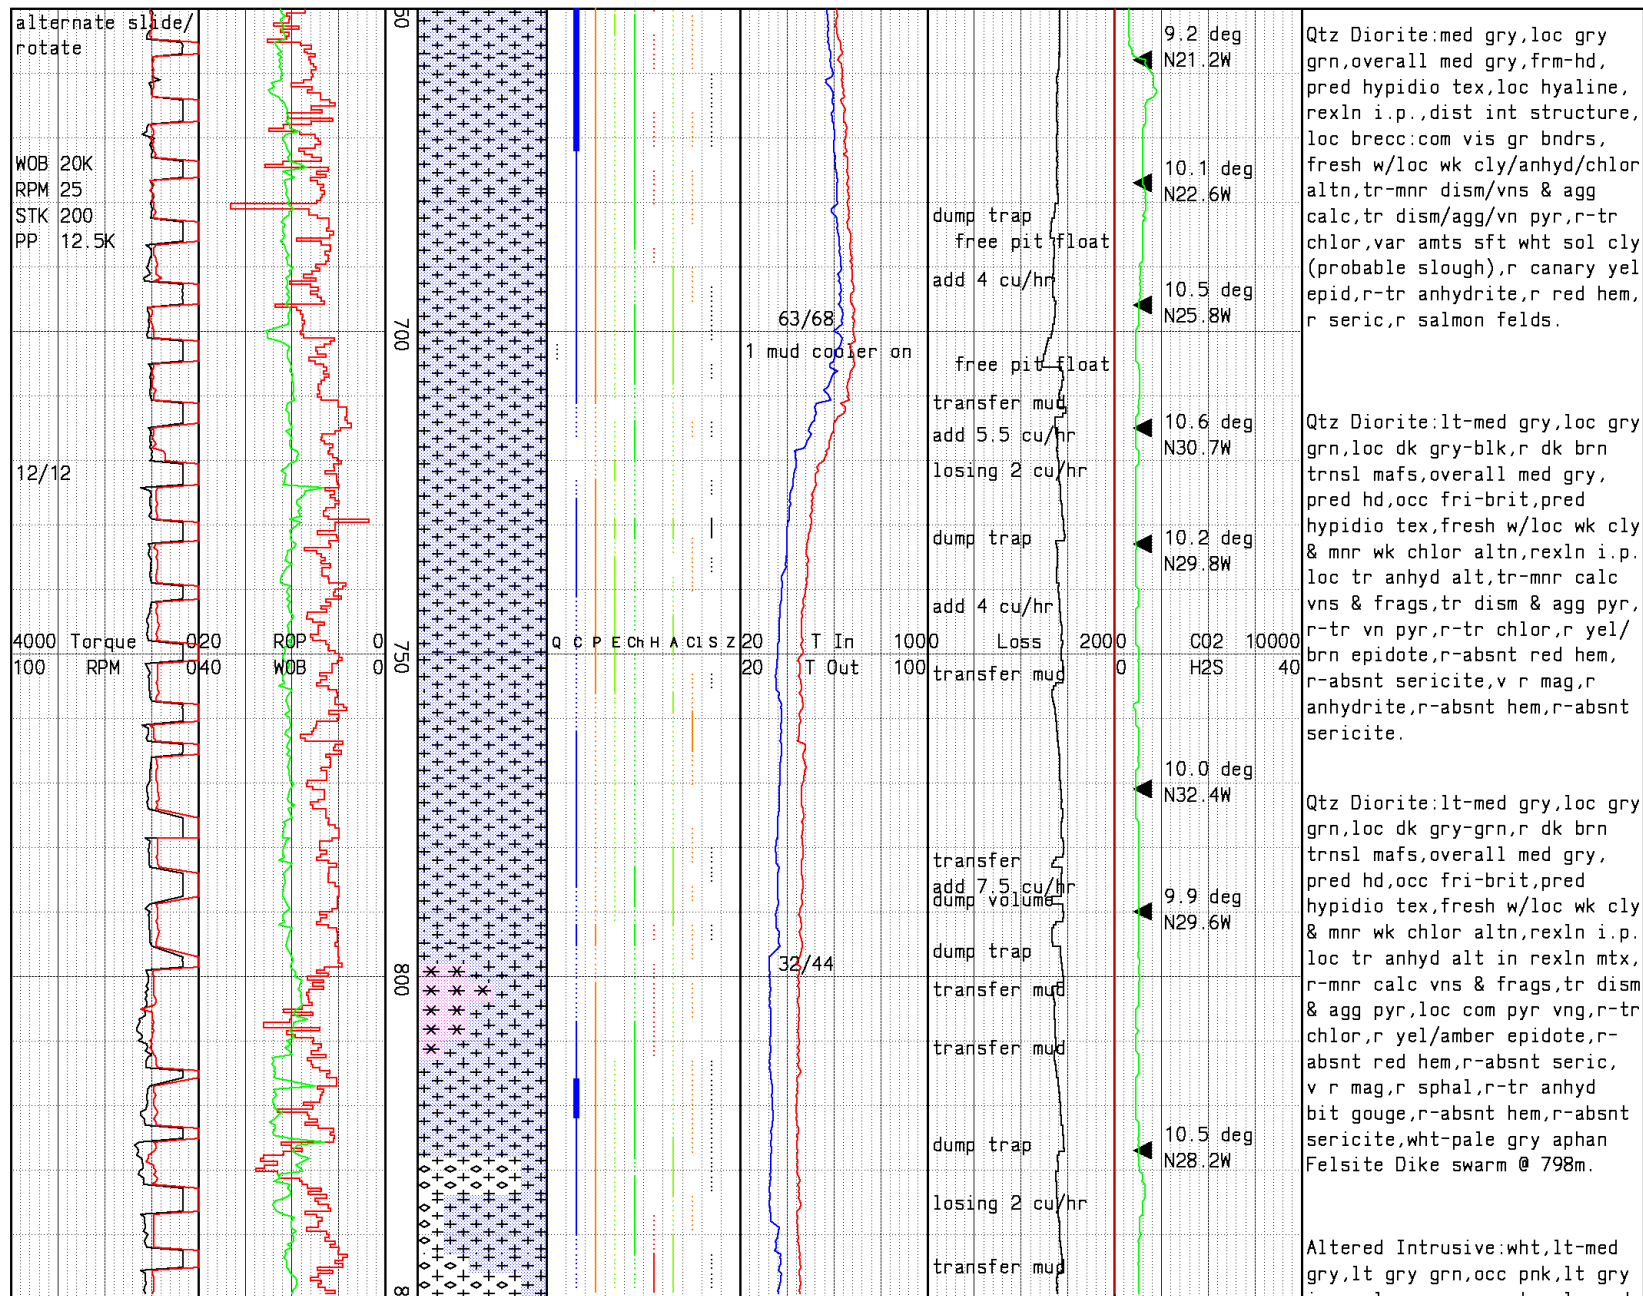 alternate slide/
rotate
WOB 20K
RPM 25
STK 200
PP 12.5K
12/12
4000 Torque 0
100 RPM 0
20 ROP 0
40 WOB 0
700
750
800
Q C P E Ch H A Cl S Z
20 T In 100
20 T Out 100
63/68
1 mud cooler on
32/44
dump trap
free pit float
add 4 cu/hr
free pit float
transfer mud
add 5.5 cu/hr
losing 2 cu/hr
dump trap
add 4 cu/hr
0 Loss 200
transfer mud
transfer
add 7.5 cu/hr
dump volume
dump trap
transfer mud
transfer mud
dump trap
losing 2 cu/hr
transfer mud
9.2 deg
N21.2W
10.1 deg
N22.6W
10.5 deg
N25.8W
10.6 deg
N30.7W
10.2 deg
N29.8W
0 CO2 10000
0 H2S 40
10.0 deg
N32.4W
9.9 deg
N29.6W
10.5 deg
N28.2W
Qtz Diorite:med gry,loc gry
grn,overall med gry,frm-hd,
pred hypidio tex,loc hyaline,
rexln i.p.,dist int structure,
loc brecc:com vis gr bndrs,
fresh w/loc wk cly/anhyd/chlor
altn,tr-mnr dism/vns & agg
calc,tr dism/agg/vn pyr,r-tr
chlor,var amts sft wht sol cly
(probable slough),r canary yel
epid,r-tr anhydrite,r red hem,
r seric,r salmon felds.
Qtz Diorite:lt-med gry,loc gry
grn,loc dk gry-blk,r dk brn
trnsl mafs,overall med gry,
pred hd,occ fri-brit,pred
hypidio tex,fresh w/loc wk cly
& mnr wk chlor altn,rexln i.p.
loc tr anhyd alt,tr-mnr calc
vns & frags,tr dism & agg pyr,
r-tr vn pyr,r-tr chlor,r yel/
brn epidote,r-absnt red hem,
r-absnt sericite,v r mag,r
anhydrite,r-absnt hem,r-absnt
sericite.
Qtz Diorite:lt-med gry,loc gry
grn,loc dk gry-grn,r dk brn
trnsl mafs,overall med gry,
pred hd,occ fri-brit,pred
hypidio tex,fresh w/loc wk cly
& mnr wk chlor altn,rexln i.p.
loc tr anhyd alt in rexln mtx,
r-mnr calc vns & frags,tr dism
& agg pyr,loc com pyr vng,r-tr
chlor,r yel/amber epidote,r-
absnt red hem,r-absnt seric,
v r mag,r sphal,r-tr anhyd
bit gouge,r-absnt hem,r-absnt
sericite,wht-pale gry aphan
Felsite Dike swarm @ 798m.
Altered Intrusive:wht,lt-med
gry,lt gry grn,occ pnk,lt gry